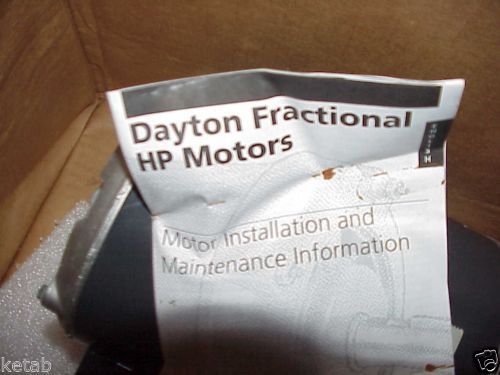 Dayton Fractional
HP Motors
Motor Installation and
Maintenance Information
ketab